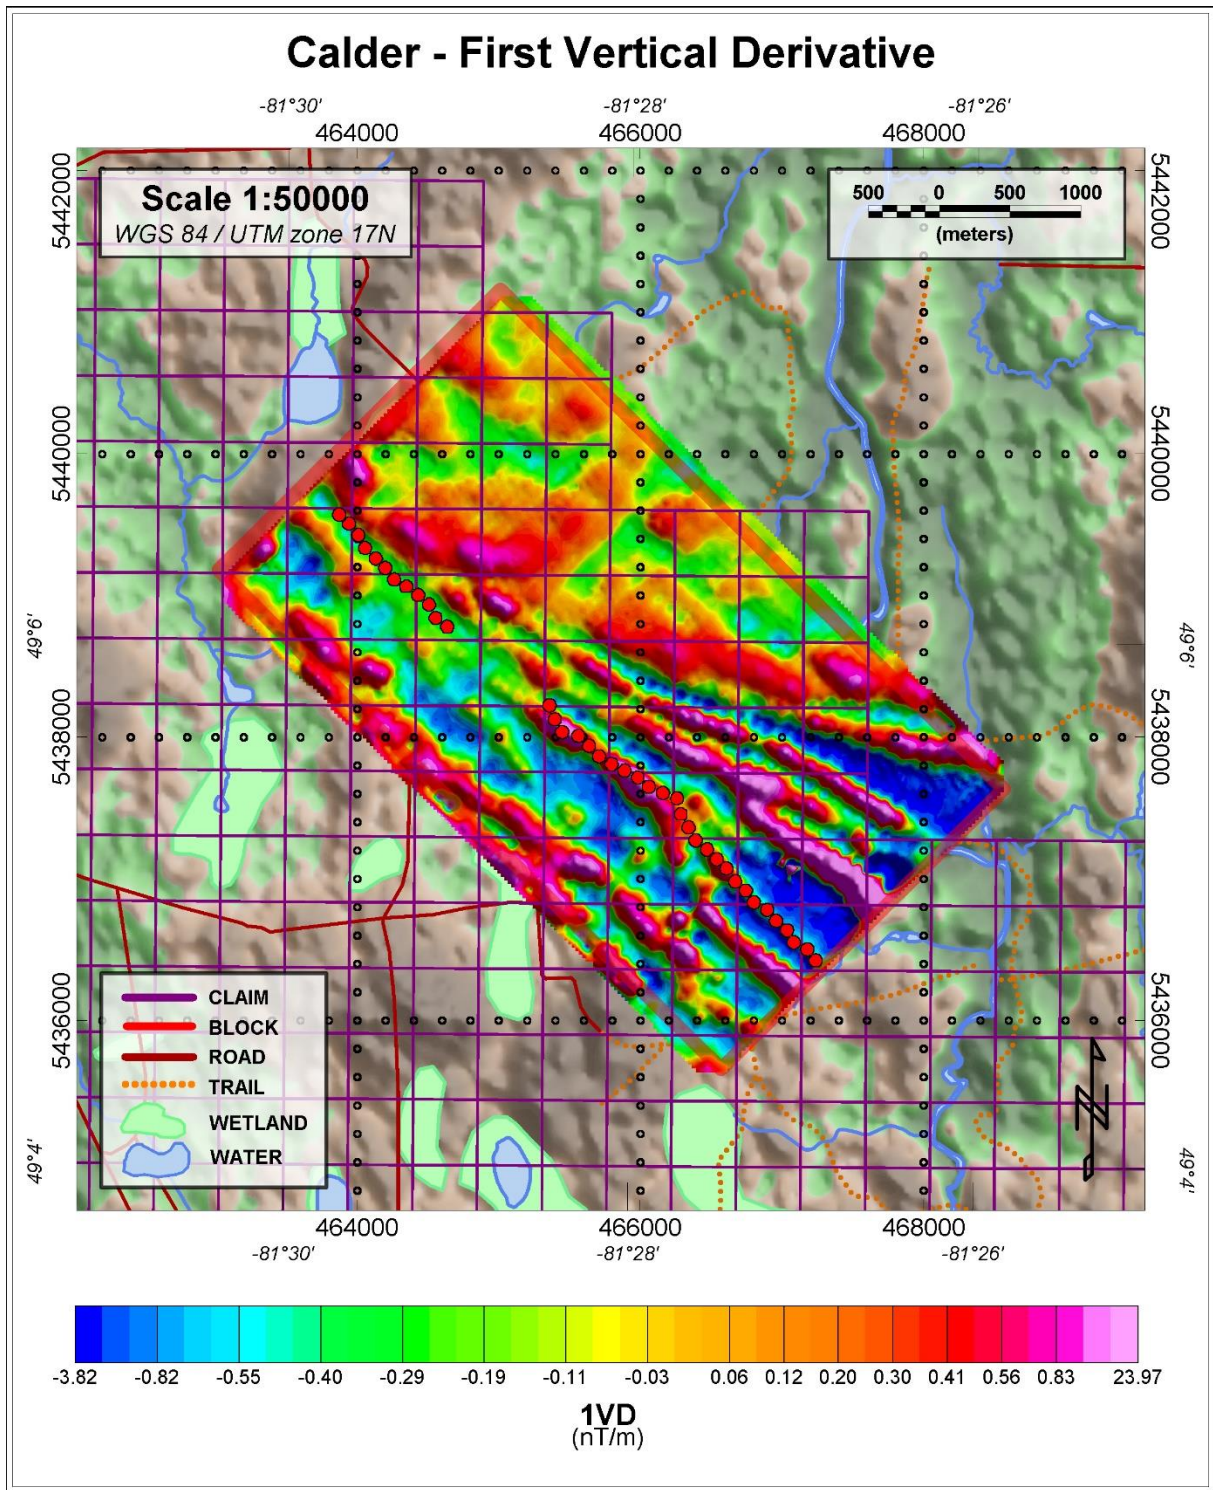 Calder - First Vertical Derivative
-81°30' -81°28' -81°26'
464000 466000 468000
Scale 1:50000
WGS 84 / UTM zone 17N
500 0 500 1000
(meters)
5442000 5442000
5440000 5440000
49°6' 49°6'
5438000 5438000
5436000 5436000
49°4' 49°4'
CLAIM
BLOCK
ROAD
TRAIL
WETLAND
WATER
464000 466000 468000
-81°30' -81°28' -81°26'
-3.82 -0.82 -0.55 -0.40 -0.29 -0.19 -0.11 -0.03 0.06 0.12 0.20 0.30 0.41 0.56 0.83 23.97
1VD
(nT/m)